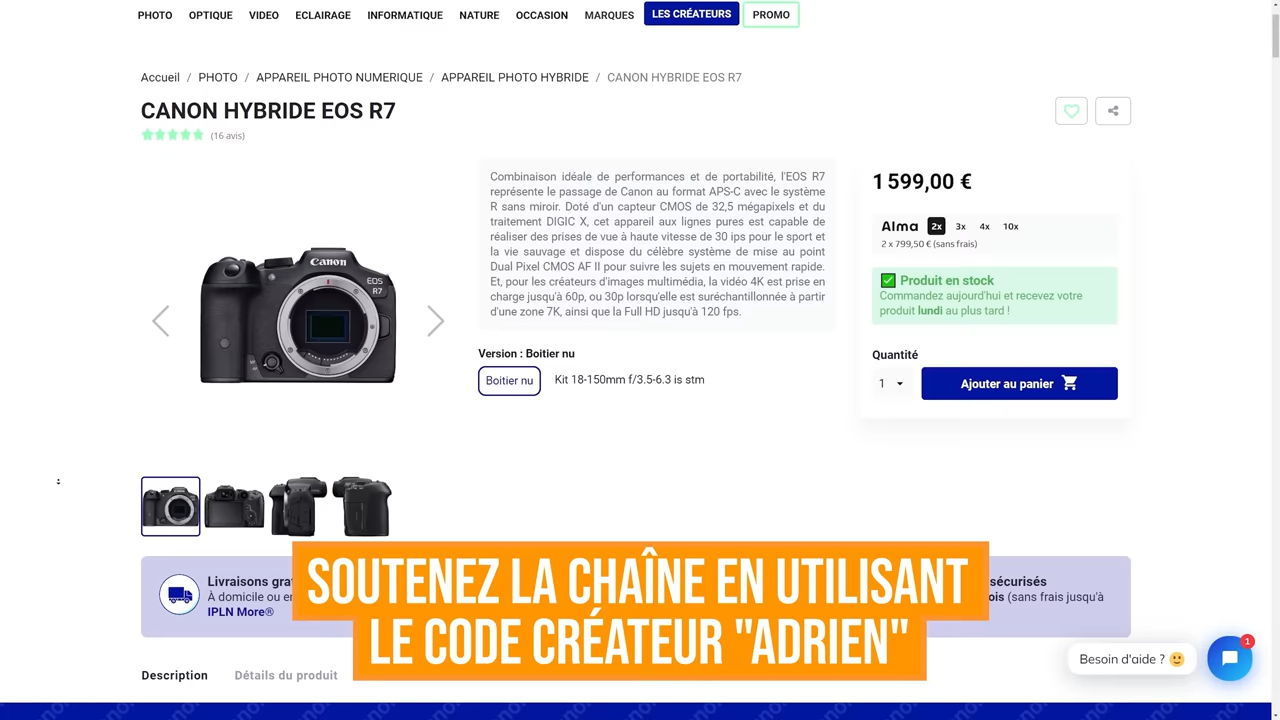 PHOTO OPTIQUE VIDEO ECLAIRAGE INFORMATIQUE NATURE OCCASION MARQUES LES CRÉATEURS PROMO
Accueil / PHOTO / APPAREIL PHOTO NUMERIQUE / APPAREIL PHOTO HYBRIDE / CANON HYBRIDE EOS R7
CANON HYBRIDE EOS R7
(16 avis)
Canon
EOS
R7
Combinaison idéale de performances et de portabilité, l'EOS R7
représente le passage de Canon au format APS-C avec le système
R sans miroir. Doté d'un capteur CMOS de 32,5 mégapixels et du
traitement DIGIC X, cet appareil aux lignes pures est capable de
réaliser des prises de vue à haute vitesse de 30 ips pour le sport et
la vie sauvage et dispose du célèbre système de mise au point
Dual Pixel CMOS AF II pour suivre les sujets en mouvement rapide.
Et, pour les créateurs d'images multimédia, la vidéo 4K est prise en
charge jusqu'à 60p, ou 30p lorsqu'elle est suréchantillonnée à partir
d'une zone 7K, ainsi que la Full HD jusqu'à 120 fps.
Version : Boitier nu
Boitier nu Kit 18-150mm f/3.5-6.3 is stm
1 599,00 €
Alma 2x 3x 4x 10x
2 x 799,50 € (sans frais)
Produit en stock
Commandez aujourd'hui et recevez votre
produit lundi au plus tard !
Quantité
1 Ajouter au panier
Livraisons gra
À domicile ou en
IPLN More®
sécurisés
(sans frais jusqu'à
SOUTENEZ LA CHAÎNE EN UTILISANT
LE CODE CRÉATEUR "ADRIEN"
Besoin d'aide ?
1
Description Détails du produit